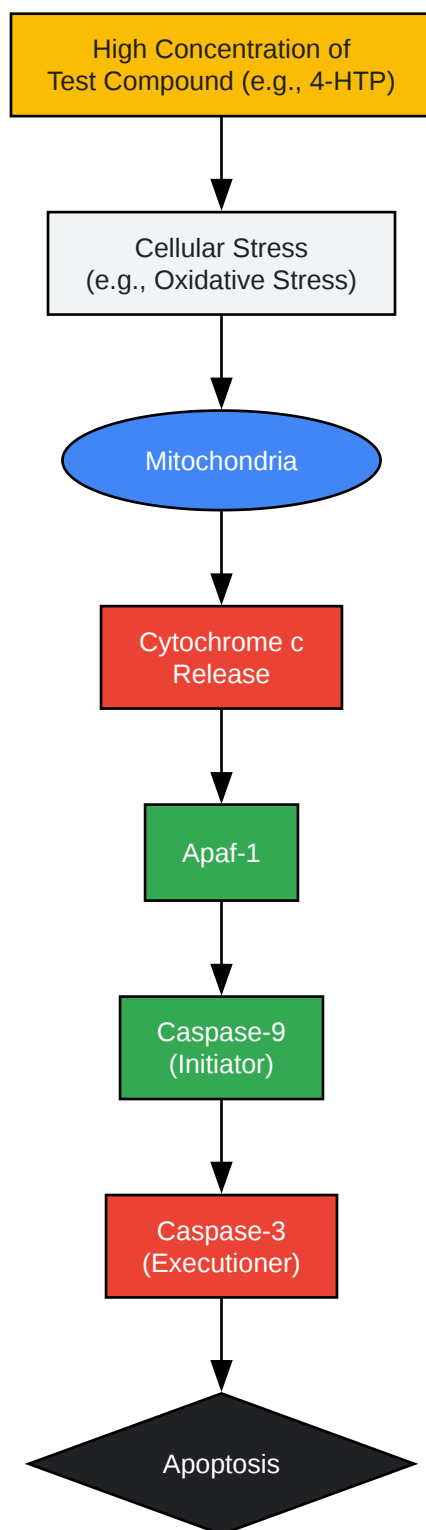 High Concentration of
Test Compound (e.g., 4-HTP)
Cellular Stress
(e.g., Oxidative Stress)
Mitochondria
Cytochrome c
Release
Apaf-1
Caspase-9
(Initiator)
Caspase-3
(Executioner)
Apoptosis